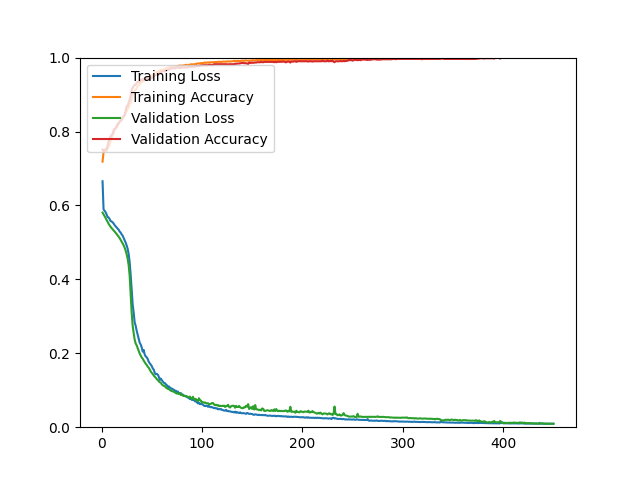 1.0
0.8
0.6
0.4
0.2
0.0
0 100 200 300 400
Training Loss
Training Accuracy
Validation Loss
Validation Accuracy